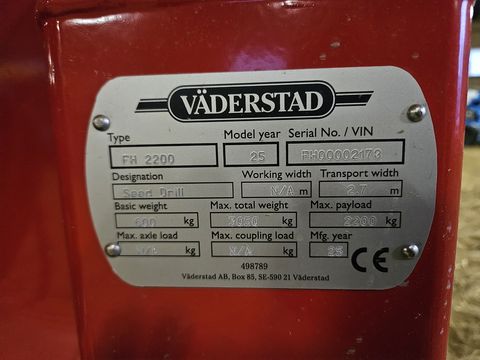 VÄDERSTAD
Type Model year Serial No. / VIN
FH 2200 25 FH00002179
Designation Working width Transport width
Seed Drill N/A m 2.7 m
Basic weight Max. total weight Max. payload
kg kg 2200 kg
Max. axle load Max. coupling load Mfg. year
N/A kg N/A kg 25 CE
498789
Väderstad AB, Box 85, SE-590 21 Väderstad